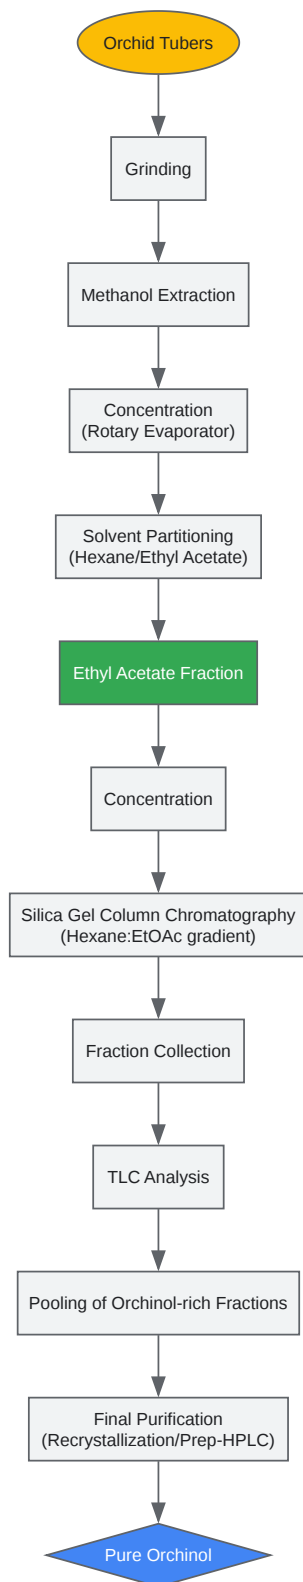 Orchid Tubers
Grinding
Methanol Extraction
Concentration
(Rotary Evaporator)
Solvent Partitioning
(Hexane/Ethyl Acetate)
Ethyl Acetate Fraction
Concentration
Silica Gel Column Chromatography
(Hexane:EtOAc gradient)
Fraction Collection
TLC Analysis
Pooling of Orchinol-rich Fractions
Final Purification
(Recrystallization/Prep-HPLC)
Pure Orchinol